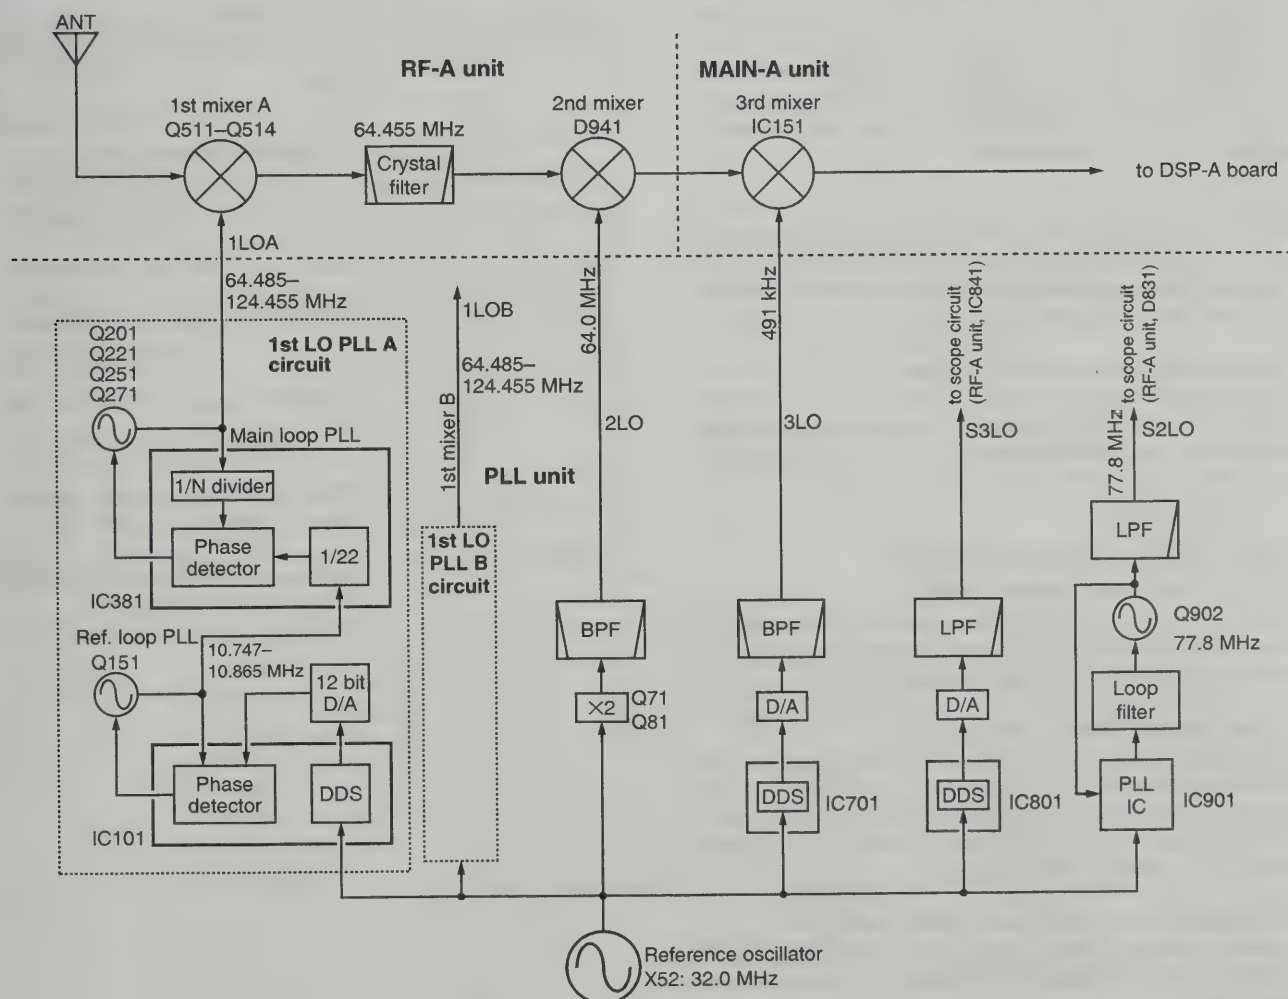 ANT
RF-A unit
MAIN-A unit
1st mixer A
Q511–Q514
64.455 MHz
Crystal
filter
2nd mixer
D941
3rd mixer
IC151
to DSP-A board
1LOA
64.485–
124.455 MHz
1LOB
64.485–
124.455 MHz
1st mixer B
64.0 MHz
2LO
491 kHz
3LO
to scope circuit
(RF-A unit, IC841)
S3LO
to scope circuit
(RF-A unit, D831)
77.8 MHz
S2LO
Q201
Q221
Q251
Q271
1st LO PLL A
circuit
Main loop PLL
1/N divider
Phase
detector
1/22
IC381
PLL unit
1st LO
PLL B
circuit
Ref. loop PLL
Q151
10.747–
10.865 MHz
12 bit
D/A
Phase
detector
DDS
IC101
BPF
X2
Q71
Q81
BPF
D/A
DDS
IC701
LPF
D/A
DDS
IC801
LPF
Q902
77.8 MHz
Loop
filter
PLL
IC
IC901
Reference oscillator
X52: 32.0 MHz